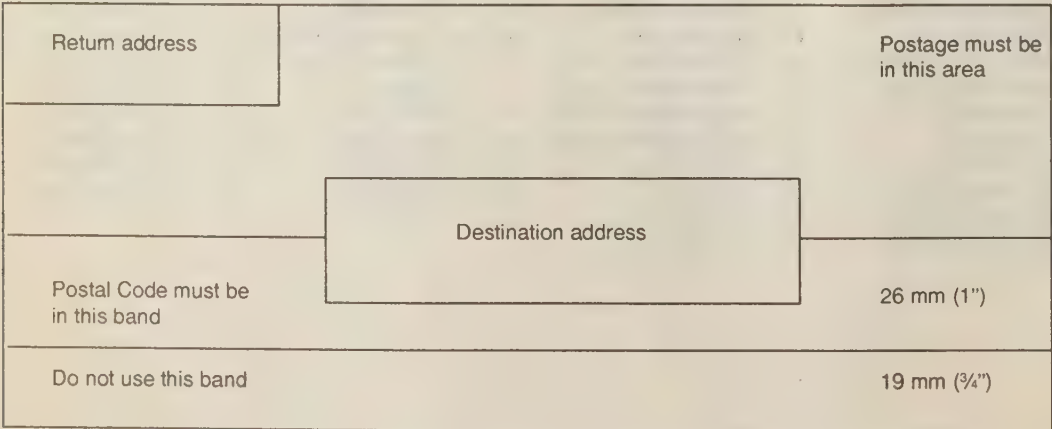 Return address
Postage must be
in this area
Destination address
Postal Code must be
in this band
26 mm (1")
Do not use this band
19 mm (¾")